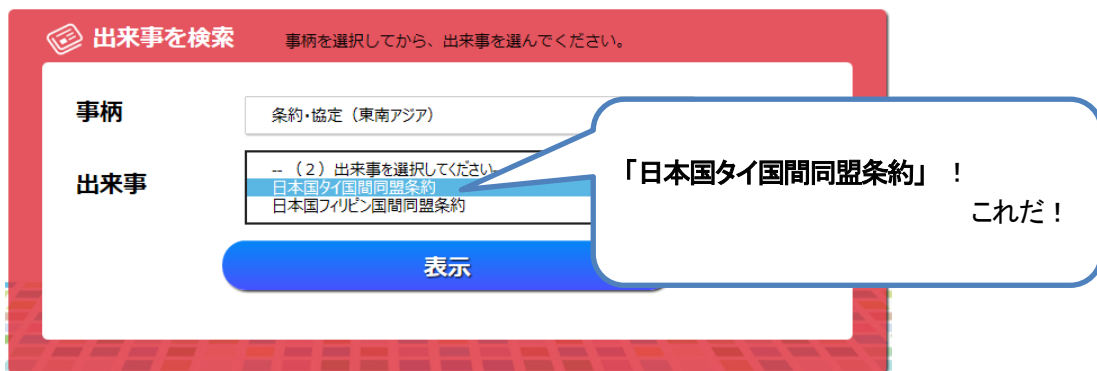 出来事を検索 事柄を選択してから、出来事を選んでください。
事柄 条約・協定（東南アジア）
出来事
--（２）出来事を選択してください-
日本国タイ国間同盟条約
日本国フィリピン国間同盟条約
「日本国タイ国間同盟条約」！
これだ！
表示